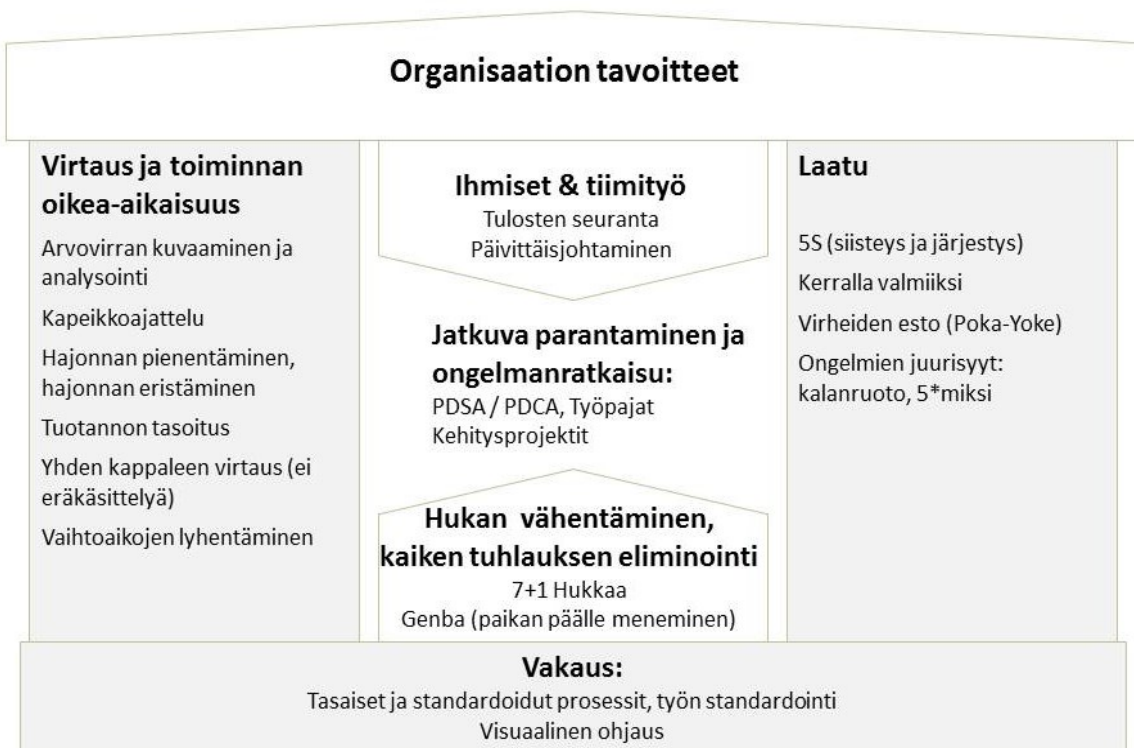 Organisaation tavoitteet
Virtaus ja toiminnan
oikea-aikaisuus
Arvovirran kuvaaminen ja
analysointi
Kapeikkoajattelu
Hajonnan pienentäminen,
hajonnan eristäminen
Tuotannon tasoitus
Yhden kappaleen virtaus (ei
eräkäsittelyä)
Vaihtoaikojen lyhentäminen
Ihmiset & tiimityö
Tulosten seuranta
Päivittäisjohtaminen
Jatkuva parantaminen ja
ongelmanratkaisu:
PDSA / PDCA, Työpajat
Kehitysprojektit
Hukan vähentäminen,
kaiken tuhlauksen eliminointi
7+1 Hukkaa
Genba (paikan päälle meneminen)
Laatu
5S (siisteys ja järjestys)
Kerralla valmiiksi
Virheiden esto (Poka-Yoke)
Ongelmien juurisyyt:
kalanruoto, 5*miksi
Vakaus:
Tasaiset ja standardoidut prosessit, työn standardointi
Visuaalinen ohjaus